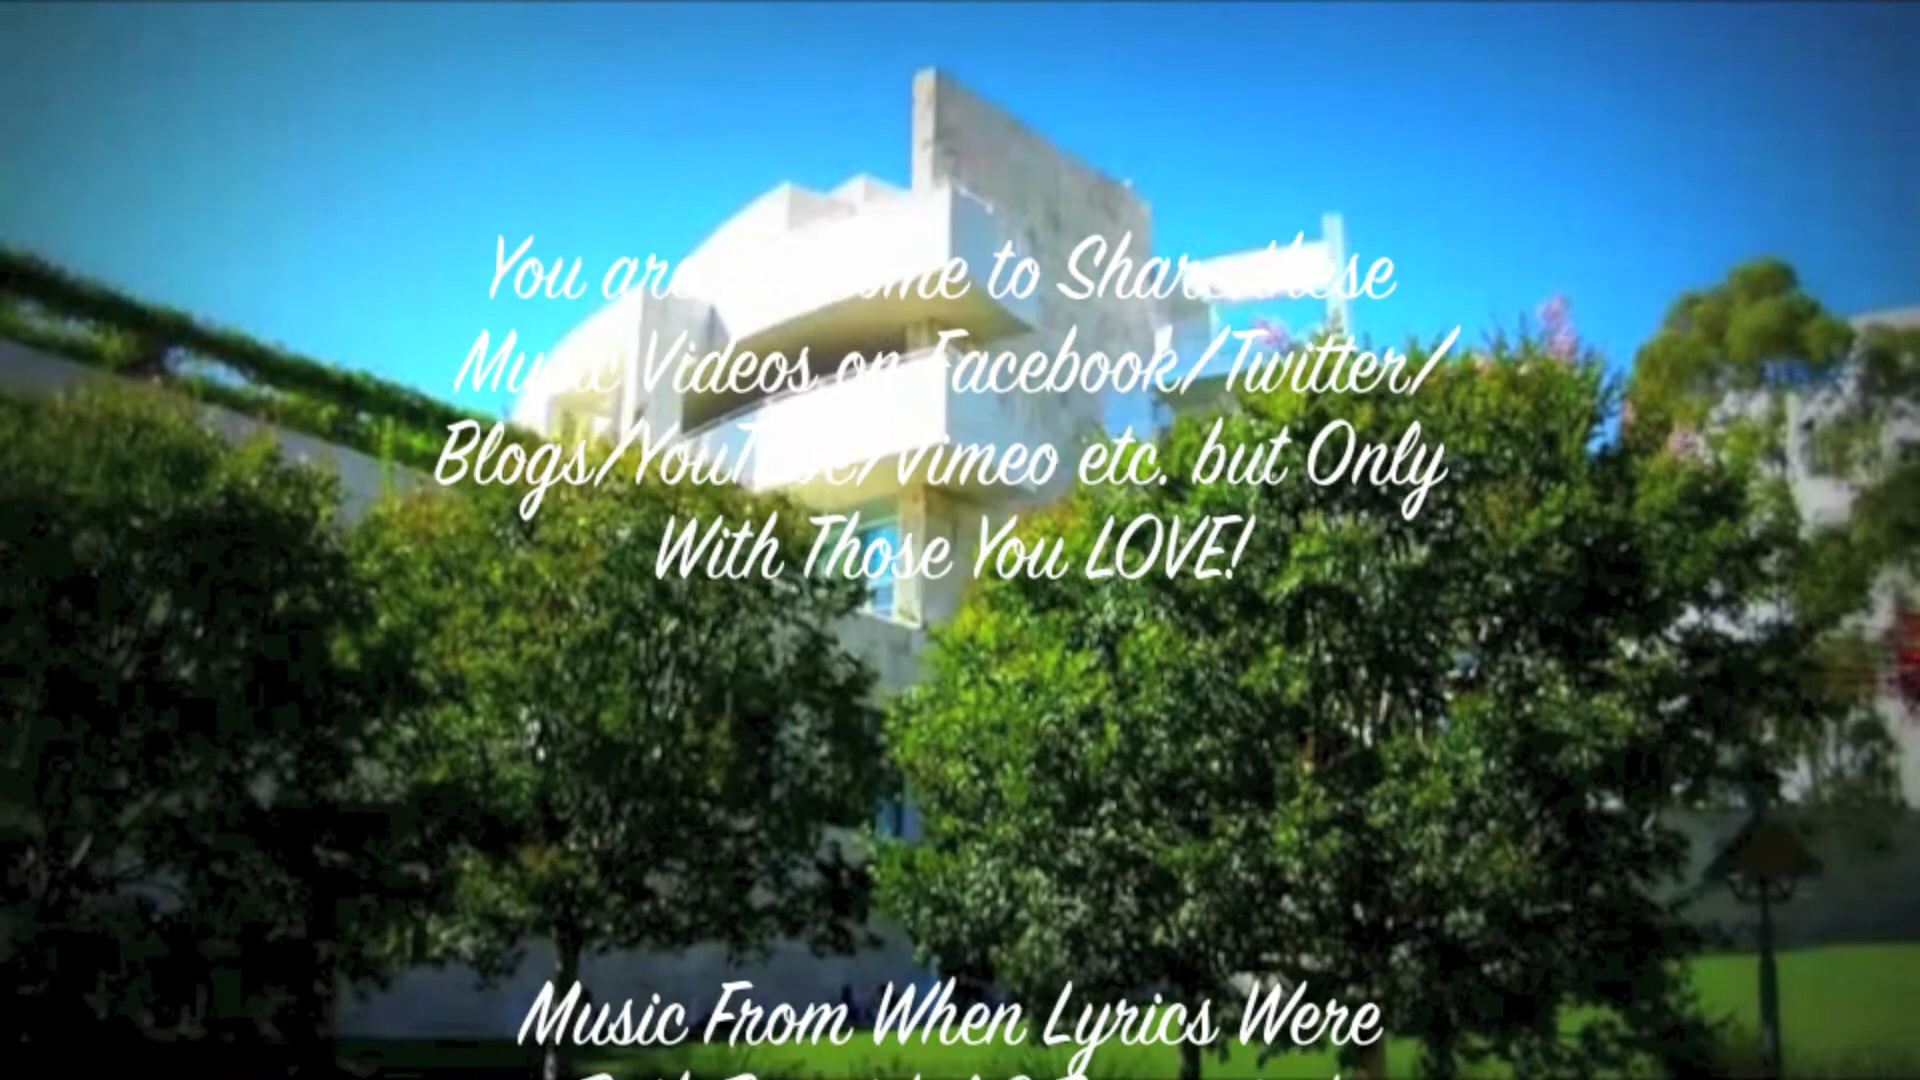 You are welcome to Share these
Music Videos on Facebook/Twitter/
Blogs/YouTube/Vimeo etc. but Only
With Those You LOVE!
Music From When Lyrics Were